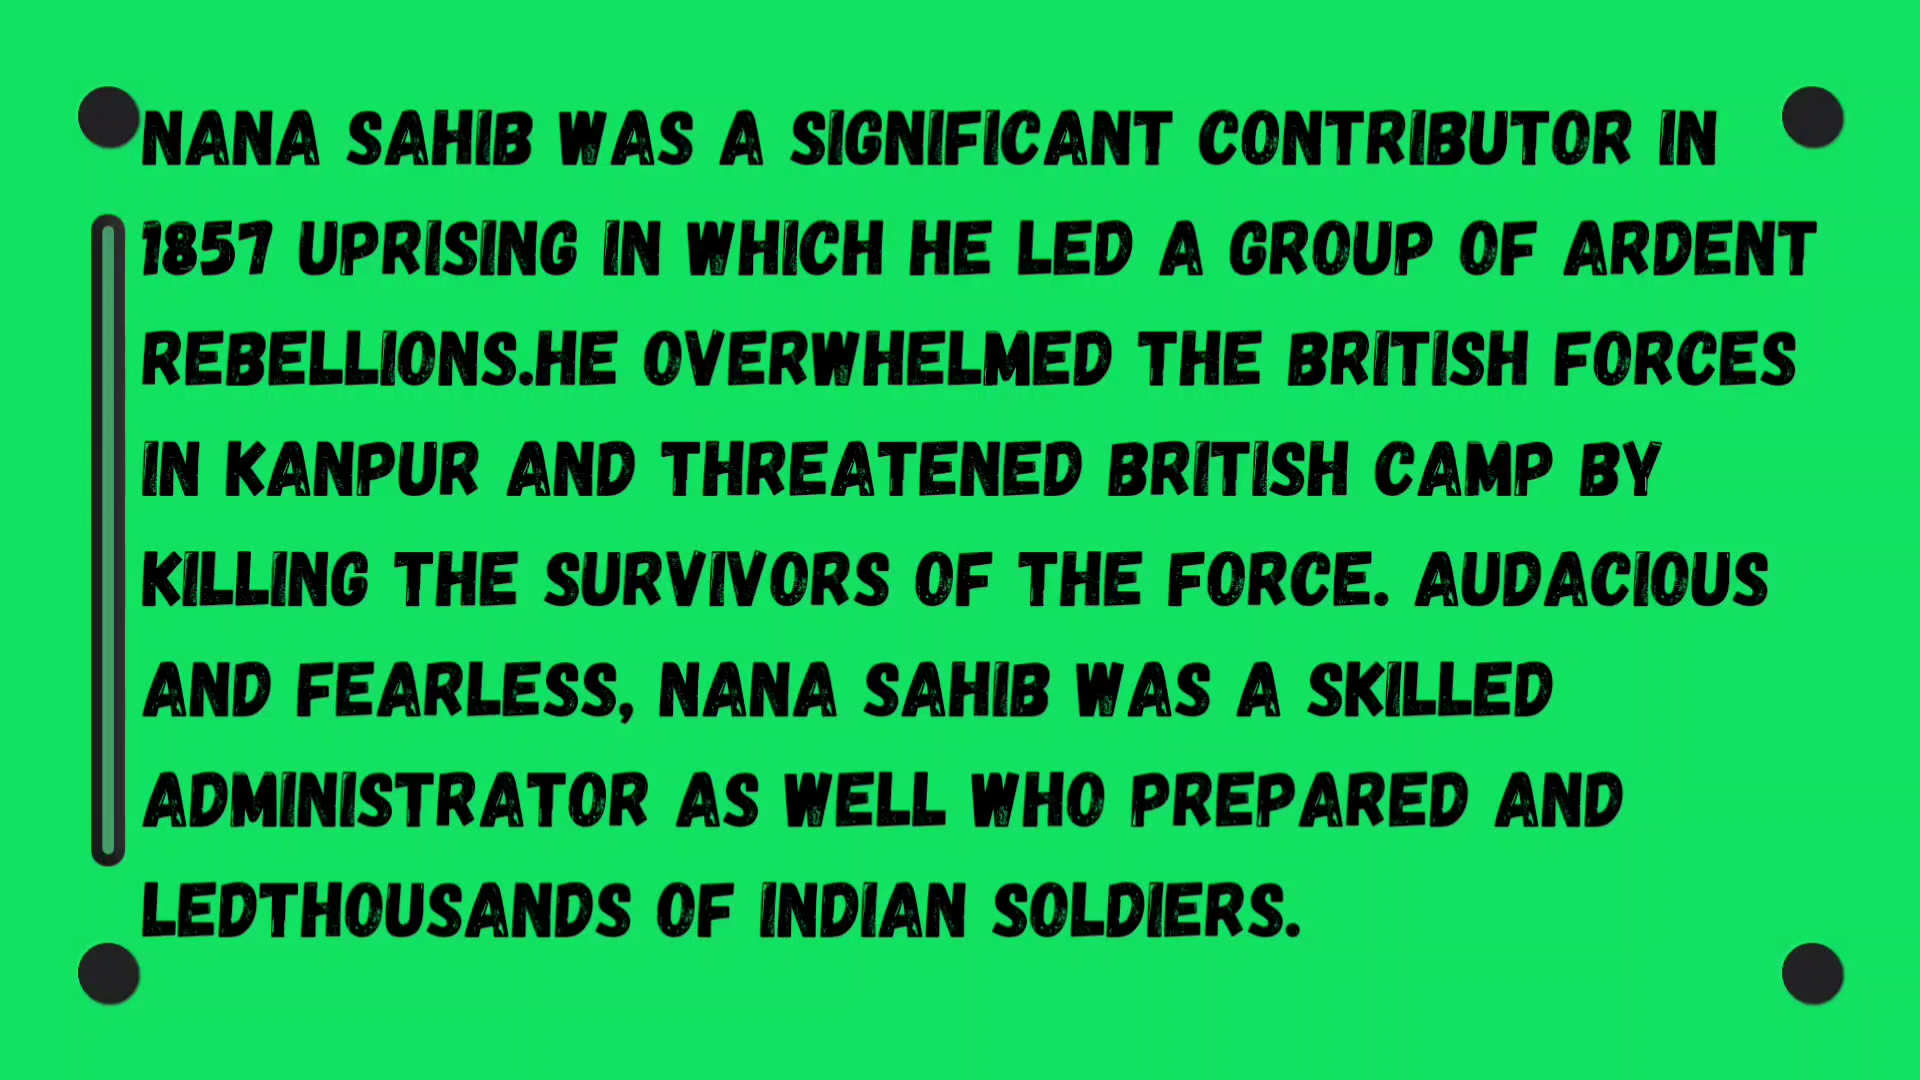 NANA SAHIB WAS A SIGNIFICANT CONTRIBUTOR IN
1857 UPRISING IN WHICH HE LED A GROUP OF ARDENT
REBELLIONS.HE OVERWHELMED THE BRITISH FORCES
IN KANPUR AND THREATENED BRITISH CAMP BY
KILLING THE SURVIVORS OF THE FORCE. AUDACIOUS
AND FEARLESS, NANA SAHIB WAS A SKILLED
ADMINISTRATOR AS WELL WHO PREPARED AND
LEDTHOUSANDS OF INDIAN SOLDIERS.